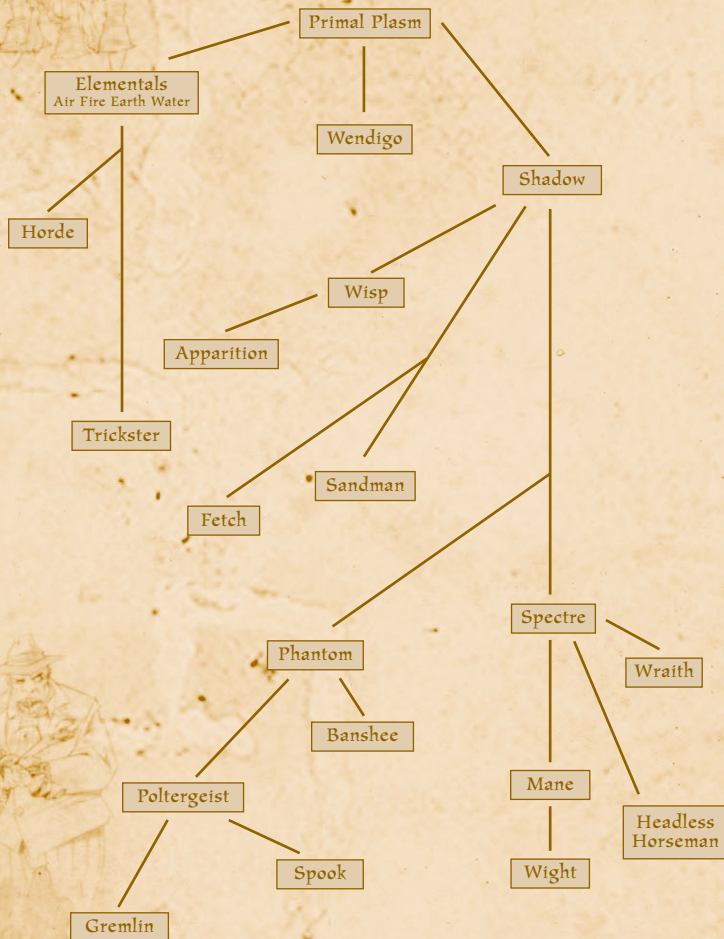 Primal Plasm
Elementals
Air Fire Earth Water
Wendigo
Shadow
Horde
Wisp
Apparition
Trickster
Sandman
Fetch
Spectre
Phantom
Wraith
Banshee
Mane
Poltergeist
Headless
Horseman
Spook
Wight
Gremlin